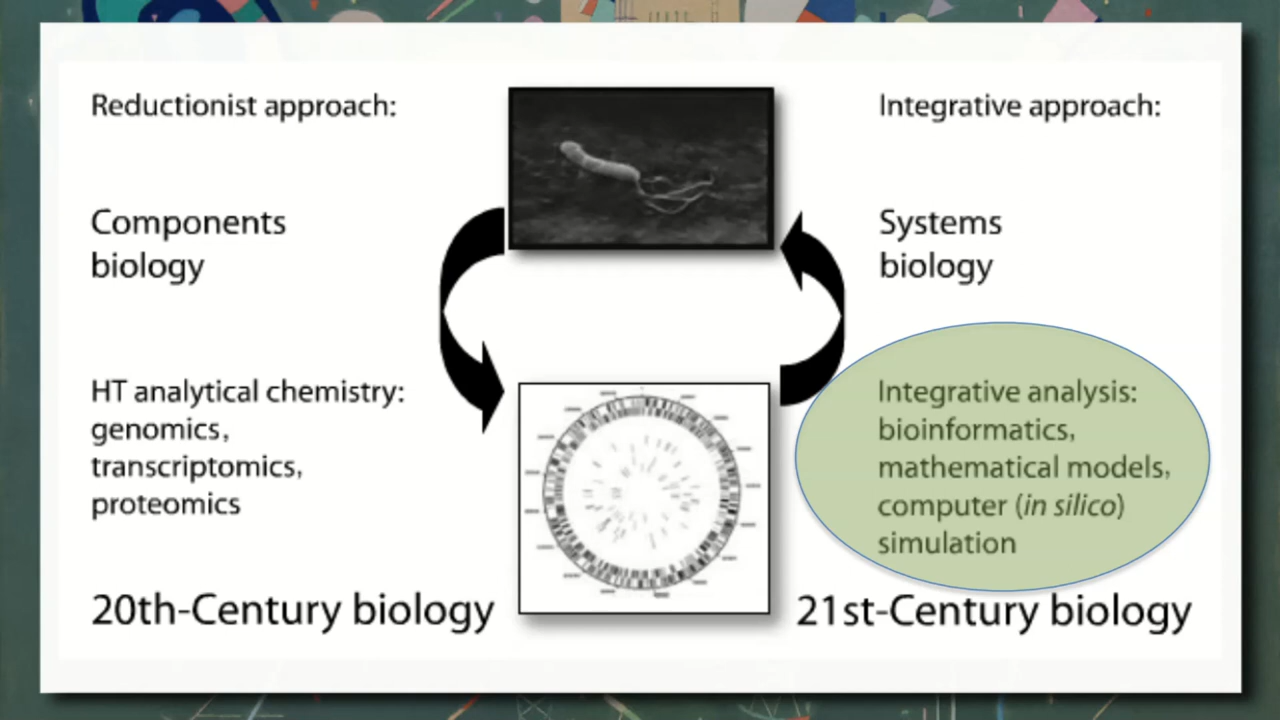 Reductionist approach:
Components
biology
HT analytical chemistry:
genomics,
transcriptomics,
proteomics
20th-Century biology
Integrative approach:
Systems
biology
Integrative analysis:
bioinformatics,
mathematical models,
computer (in silico)
simulation
21st-Century biology